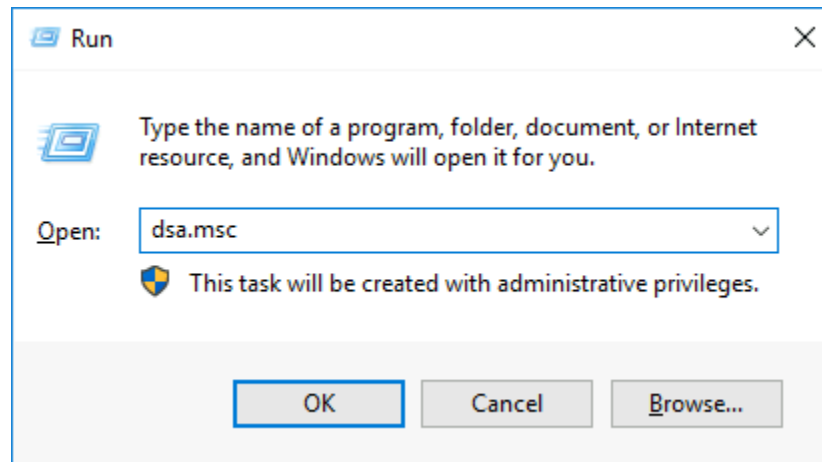 Run
Type the name of a program, folder, document, or Internet
resource, and Windows will open it for you.
Open: dsa.msc
This task will be created with administrative privileges.
OK Cancel Browse...